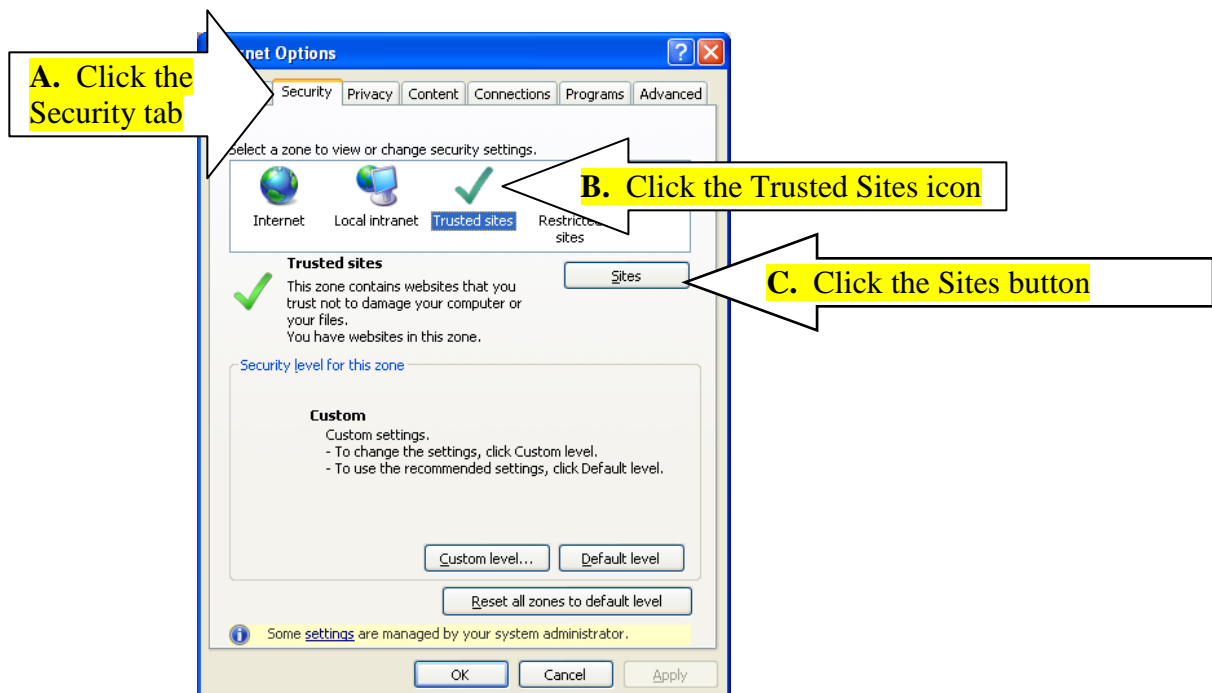 net Options
A. Click the
Security tab
Security Privacy Content Connections Programs Advanced
Select a zone to view or change security settings.
B. Click the Trusted Sites icon
Internet Local intranet Trusted sites Restricted
sites
Trusted sites
Sites
C. Click the Sites button
This zone contains websites that you
trust not to damage your computer or
your files.
You have websites in this zone.
Security level for this zone
Custom
Custom settings.
- To change the settings, click Custom level.
- To use the recommended settings, click Default level.
Custom level... Default level
Reset all zones to default level
Some settings are managed by your system administrator.
OK Cancel Apply